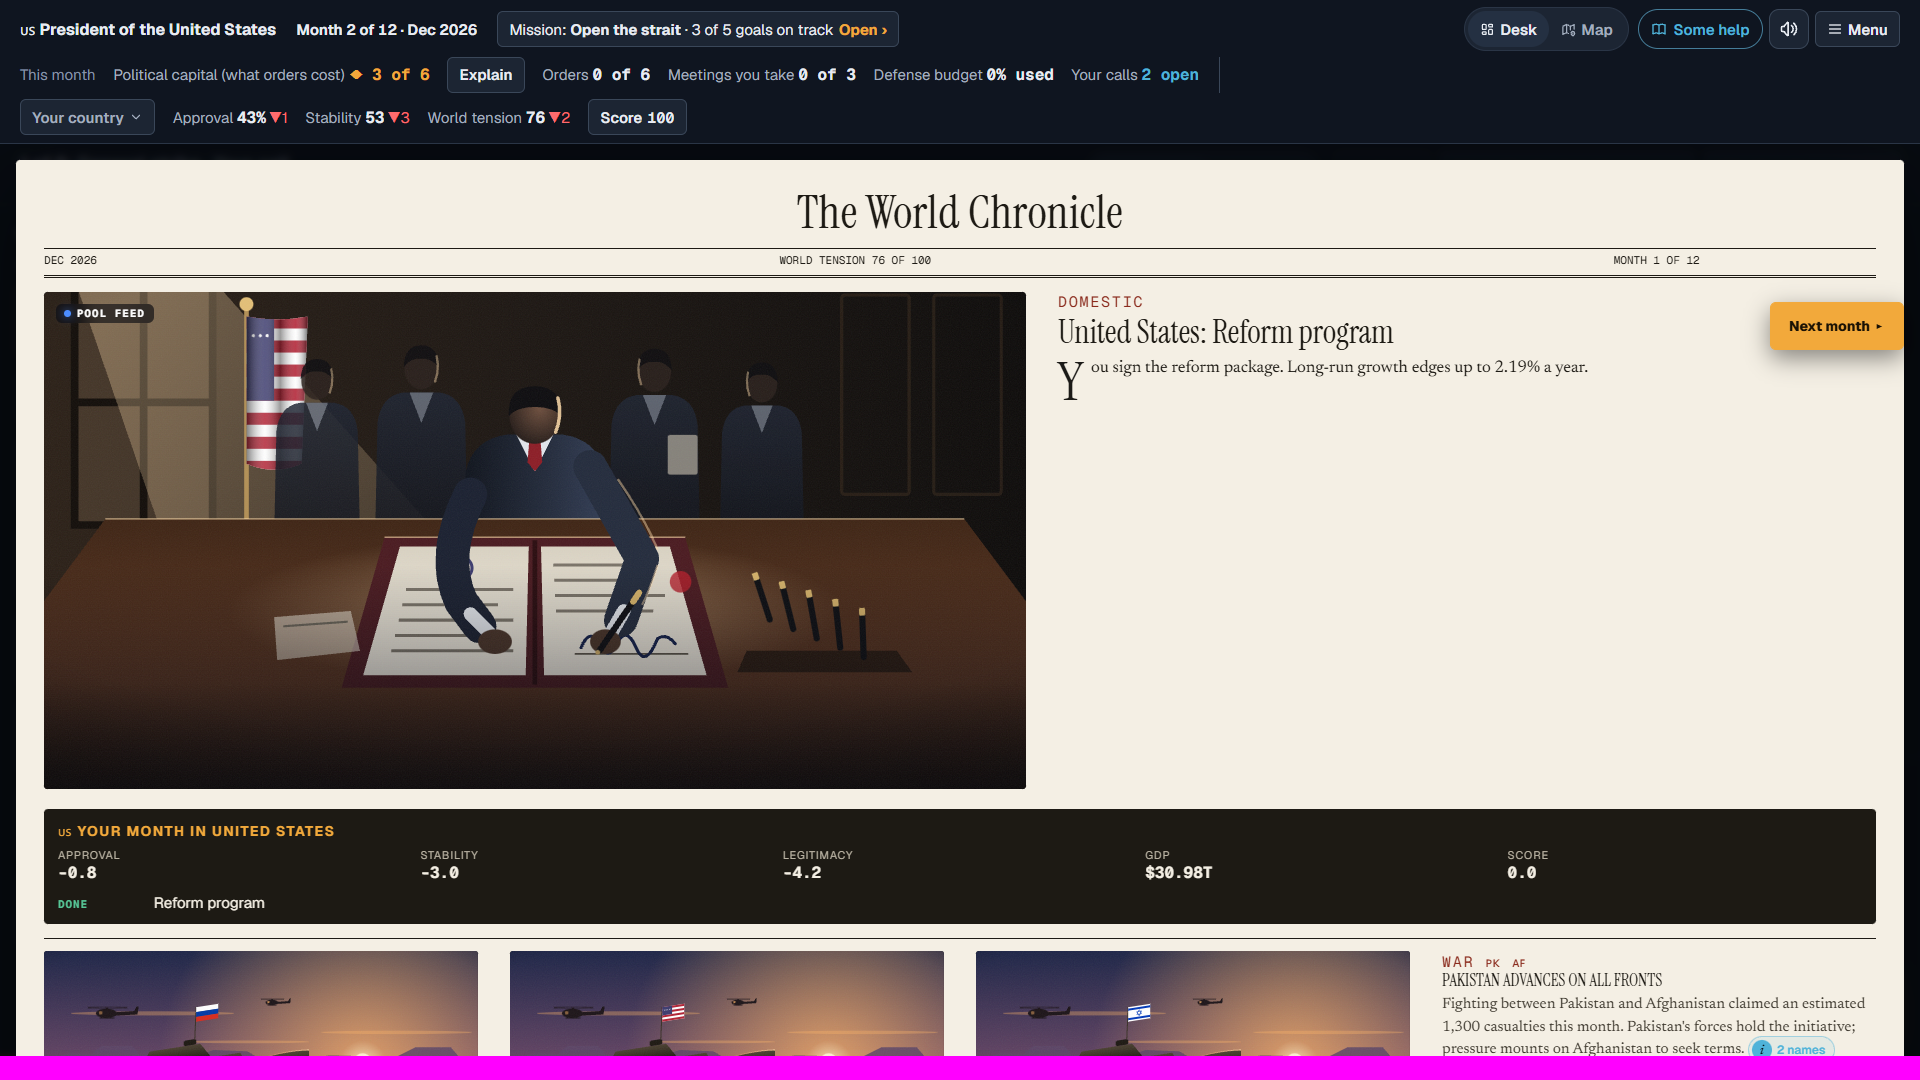 US President of the United States
Month 2 of 12 · Dec 2026
Mission: Open the strait · 3 of 5 goals on track Open ›
Desk
Map
Some help
Menu
This month
Political capital (what orders cost) 3 of 6
Explain
Orders 0 of 6
Meetings you take 0 of 3
Defense budget 0% used
Your calls 2 open
Your country
Approval 43% ▼1
Stability 53 ▼3
World tension 76 ▼2
Score 100
The World Chronicle
DEC 2026
WORLD TENSION 76 OF 100
MONTH 1 OF 12
POOL FEED
DOMESTIC
United States: Reform program
You sign the reform package. Long-run growth edges up to 2.19% a year.
Next month ▸
US YOUR MONTH IN UNITED STATES
APPROVAL
-0.8
STABILITY
-3.0
LEGITIMACY
-4.2
GDP
$30.98T
SCORE
0.0
DONE
Reform program
WAR PK AF
PAKISTAN ADVANCES ON ALL FRONTS
Fighting between Pakistan and Afghanistan claimed an estimated
1,300 casualties this month. Pakistan's forces hold the initiative;
pressure mounts on Afghanistan to seek terms. i 2 names